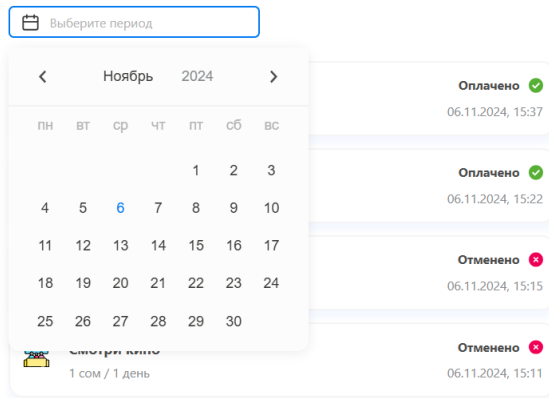 Выберите период
Ноябрь 2024
пн вт ср чт пт сб вс
1 2 3
4 5 6 7 8 9 10
11 12 13 14 15 16 17
18 19 20 21 22 23 24
25 26 27 28 29 30
Оплачено
06.11.2024, 15:37
Оплачено
06.11.2024, 15:22
Отменено
06.11.2024, 15:15
Смотри кино
Отменено
1 сом / 1 день
06.11.2024, 15:11